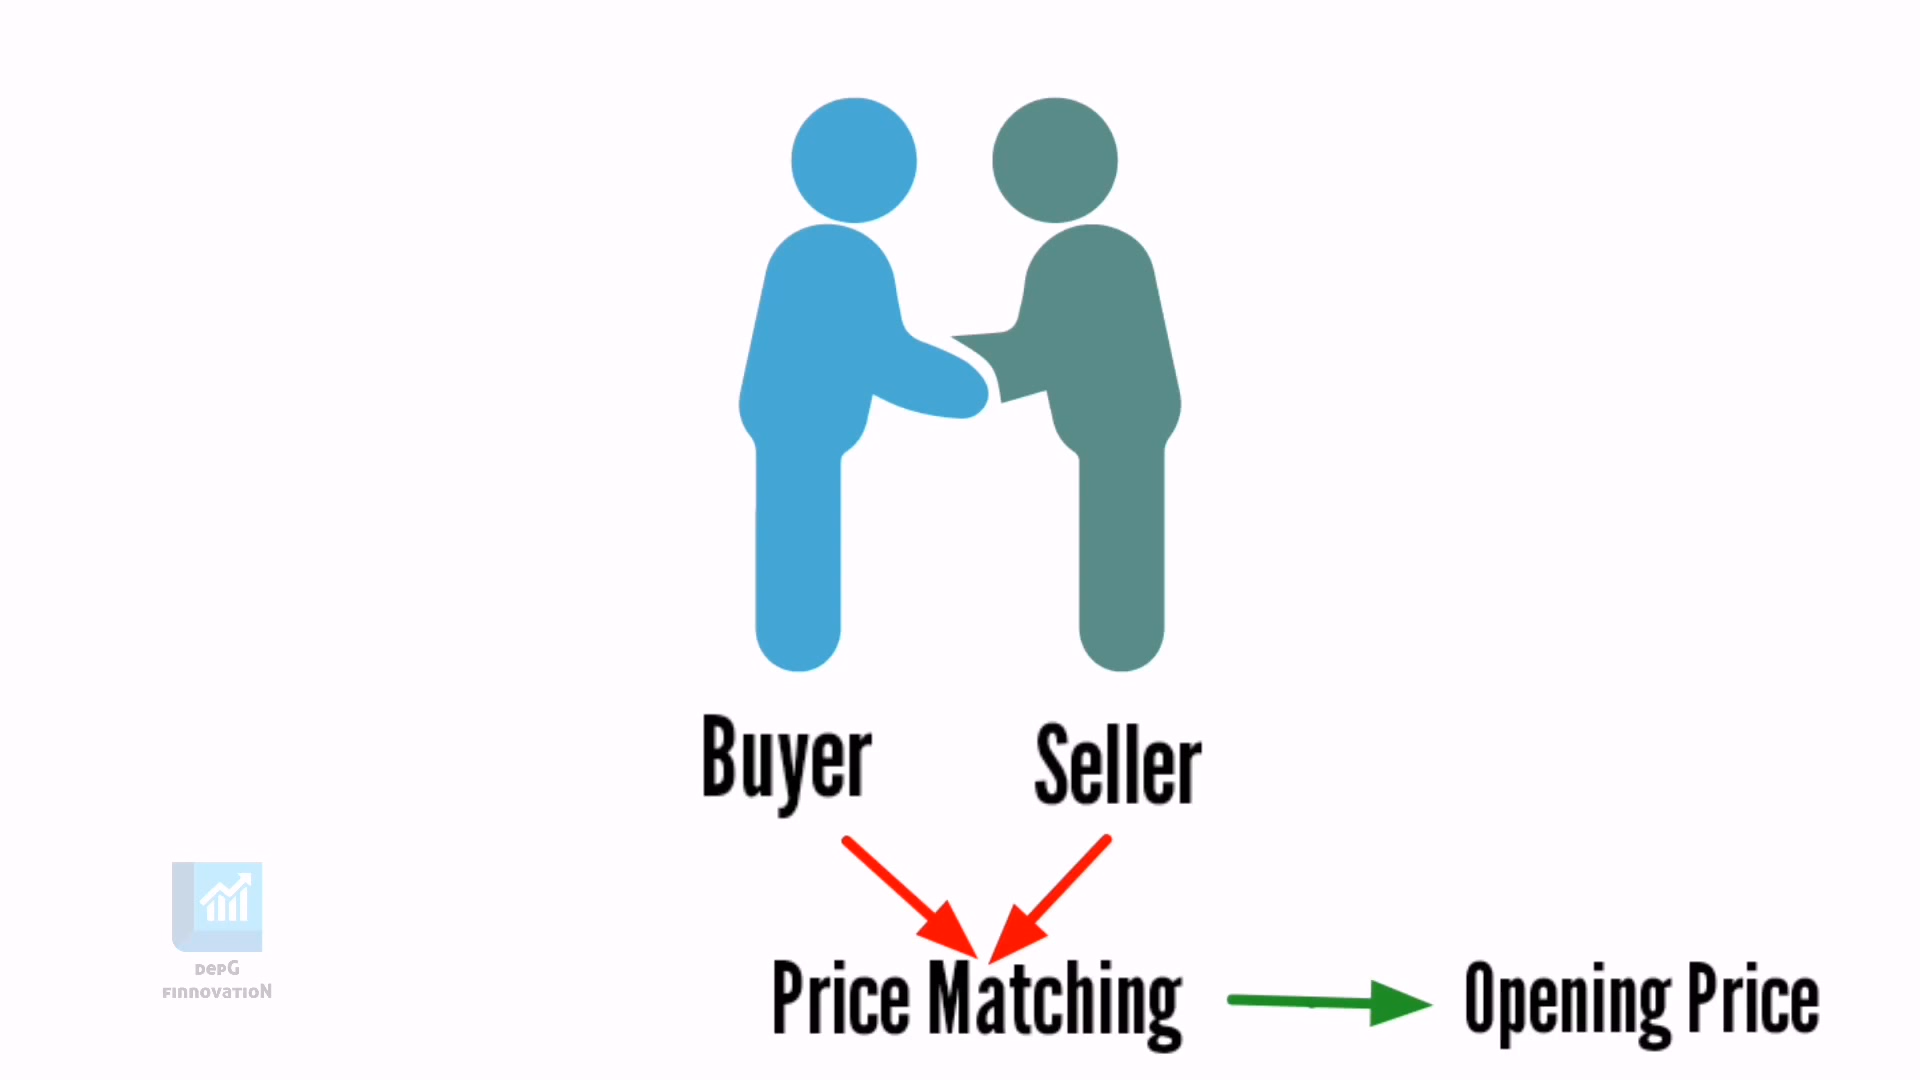 Buyer
Seller
Price Matching
Opening Price
DepG
FInnovatIoN